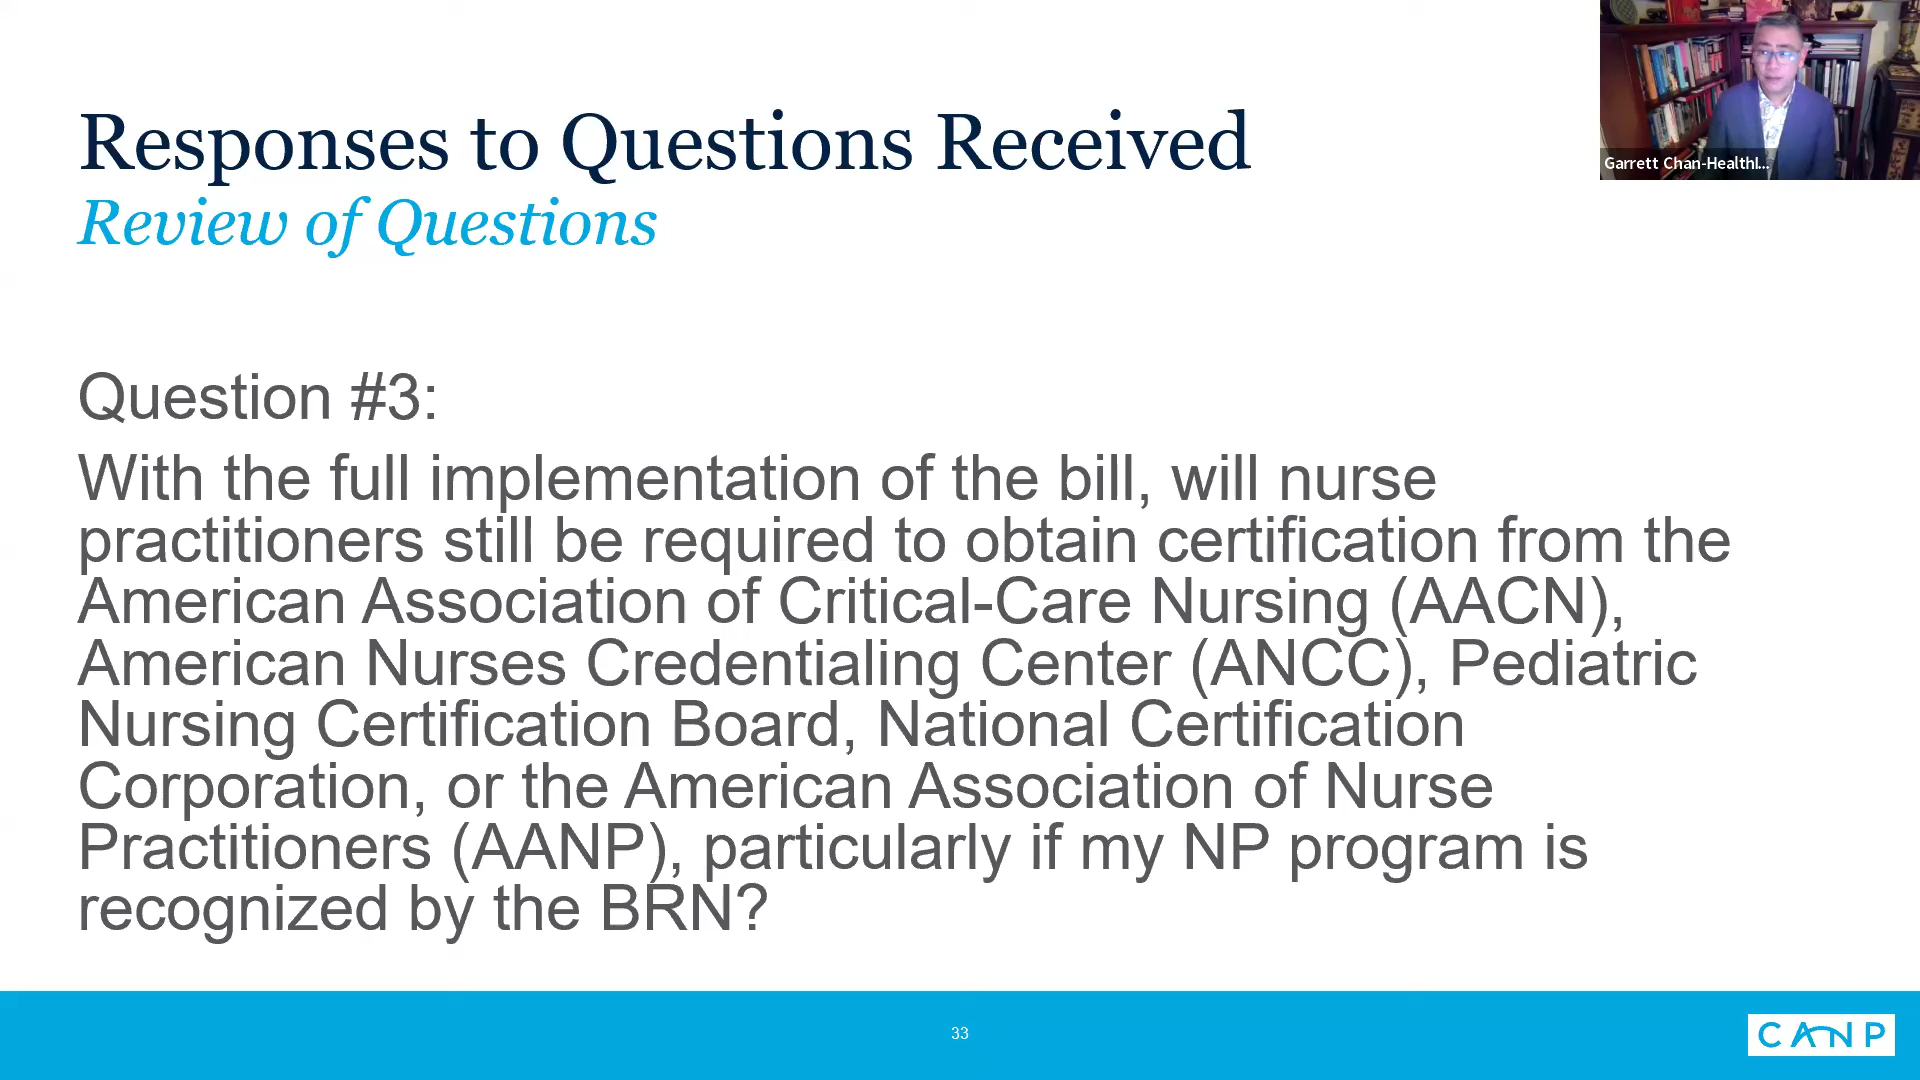 Responses to Questions Received
Review of Questions
Garrett Chan-Healthl...
Question #3:
With the full implementation of the bill, will nurse
practitioners still be required to obtain certification from the
American Association of Critical-Care Nursing (AACN),
American Nurses Credentialing Center (ANCC), Pediatric
Nursing Certification Board, National Certification
Corporation, or the American Association of Nurse
Practitioners (AANP), particularly if my NP program is
recognized by the BRN?
33
CANP